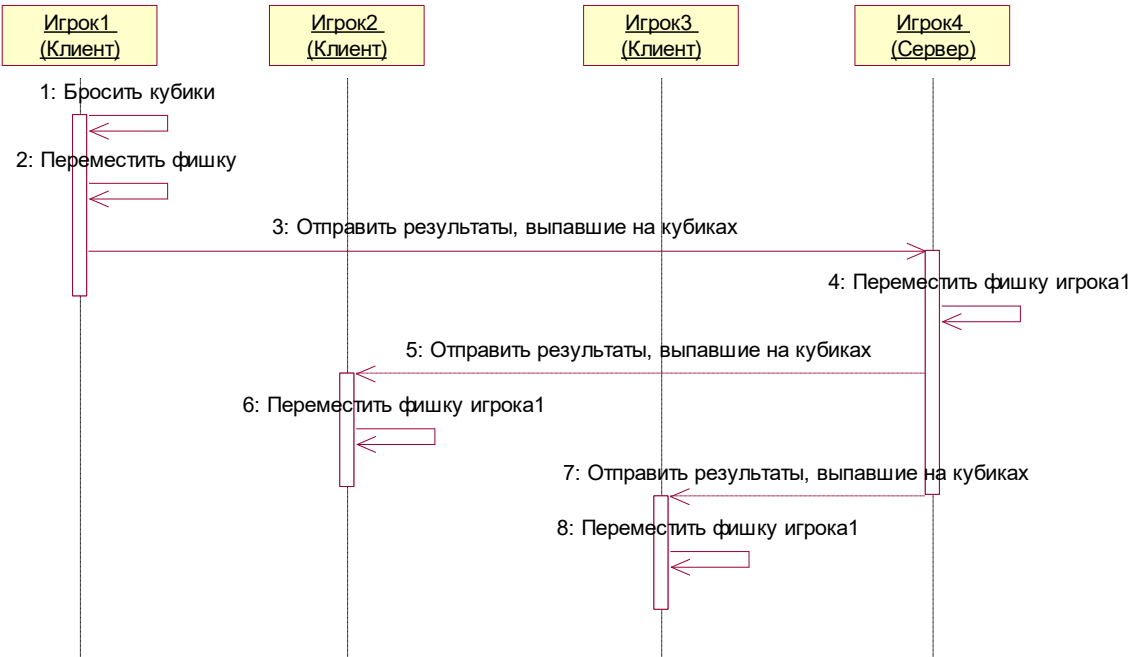 Игрок1
(Клиент)
Игрок2
(Клиент)
Игрок3
(Клиент)
Игрок4
(Сервер)
1: Бросить кубики
2: Переместить фишку
3: Отправить результаты, выпавшие на кубиках
4: Переместить фишку игрока1
5: Отправить результаты, выпавшие на кубиках
6: Переместить фишку игрока1
7: Отправить результаты, выпавшие на кубиках
8: Переместить фишку игрока1